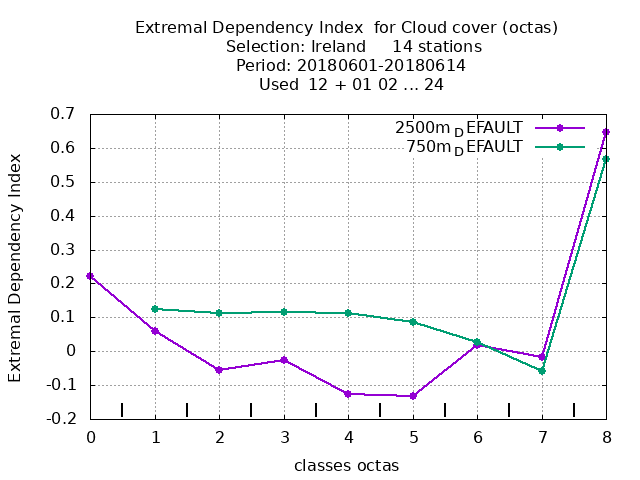 Extremal Dependency Index  for Cloud cover (octas)
Selection: Ireland     14 stations
Period: 20180601-20180614
Used  12 + 01 02 ... 24
2500m_DEFAULT
750m_DEFAULT
Extremal Dependency Index
0.7
0.6
0.5
0.4
0.3
0.2
0.1
0
-0.1
-0.2
0 1 2 3 4 5 6 7 8
classes octas